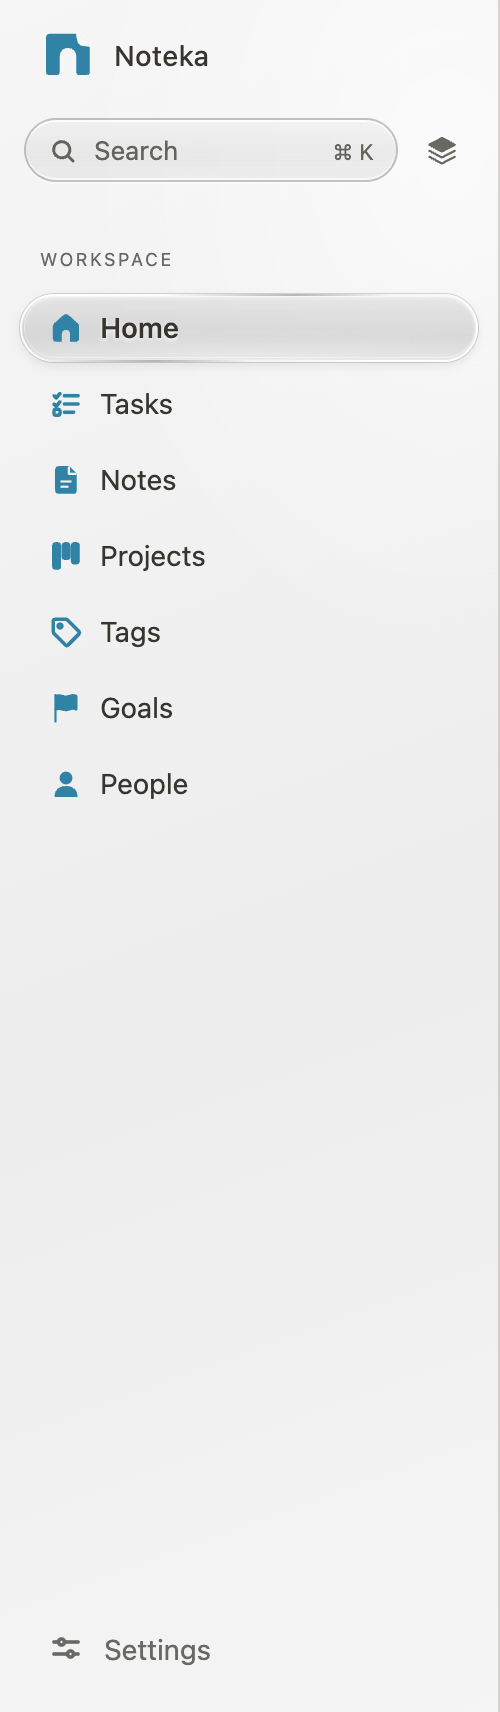 Noteka
Search ⌘ K
WORKSPACE
Home
Tasks
Notes
Projects
Tags
Goals
People
Settings